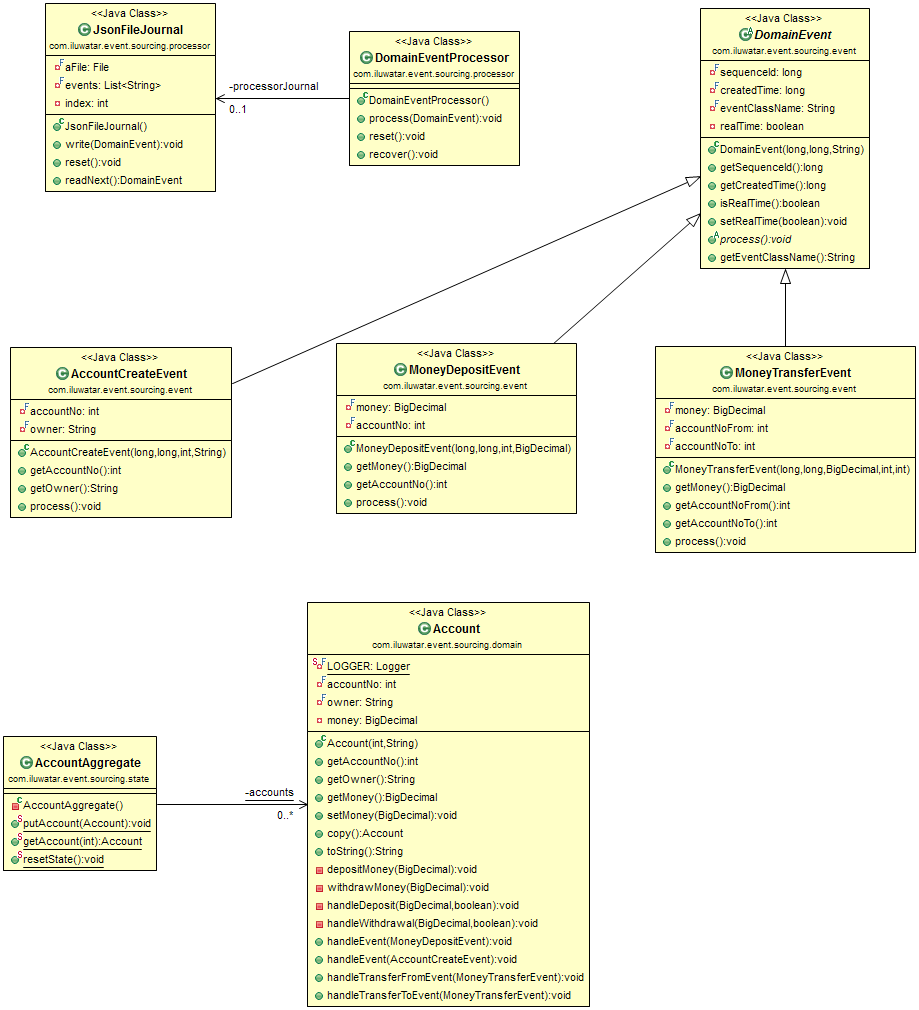 <<Java Class>>
JsonFileJournal
com.iluwatar.event.sourcing.processor
aFile: File
events: List<String>
index: int
JsonFileJournal()
write(DomainEvent):void
reset():void
readNext():DomainEvent
-processorJournal
0..1
<<Java Class>>
DomainEventProcessor
com.iluwatar.event.sourcing.processor
DomainEventProcessor()
process(DomainEvent):void
reset():void
recover():void
<<Java Class>>
DomainEvent
com.iluwatar.event.sourcing.event
sequenceId: long
createdTime: long
eventClassName: String
realTime: boolean
DomainEvent(long,long,String)
getSequenceId():long
getCreatedTime():long
isRealTime():boolean
setRealTime(boolean):void
process():void
getEventClassName():String
<<Java Class>>
AccountCreateEvent
com.iluwatar.event.sourcing.event
accountNo: int
owner: String
AccountCreateEvent(long,long,int,String)
getAccountNo():int
getOwner():String
process():void
<<Java Class>>
MoneyDepositEvent
com.iluwatar.event.sourcing.event
money: BigDecimal
accountNo: int
MoneyDepositEvent(long,long,int,BigDecimal)
getMoney():BigDecimal
getAccountNo():int
process():void
<<Java Class>>
MoneyTransferEvent
com.iluwatar.event.sourcing.event
money: BigDecimal
accountNoFrom: int
accountNoTo: int
MoneyTransferEvent(long,long,BigDecimal,int,int)
getMoney():BigDecimal
getAccountNoFrom():int
getAccountNoTo():int
process():void
<<Java Class>>
AccountAggregate
com.iluwatar.event.sourcing.state
AccountAggregate()
putAccount(Account):void
getAccount(int):Account
resetState():void
-accounts
0..*
<<Java Class>>
Account
com.iluwatar.event.sourcing.domain
LOGGER: Logger
accountNo: int
owner: String
money: BigDecimal
Account(int,String)
getAccountNo():int
getOwner():String
getMoney():BigDecimal
setMoney(BigDecimal):void
copy():Account
toString():String
depositMoney(BigDecimal):void
withdrawMoney(BigDecimal):void
handleDeposit(BigDecimal,boolean):void
handleWithdrawal(BigDecimal,boolean):void
handleEvent(MoneyDepositEvent):void
handleEvent(AccountCreateEvent):void
handleTransferFromEvent(MoneyTransferEvent):void
handleTransferToEvent(MoneyTransferEvent):void